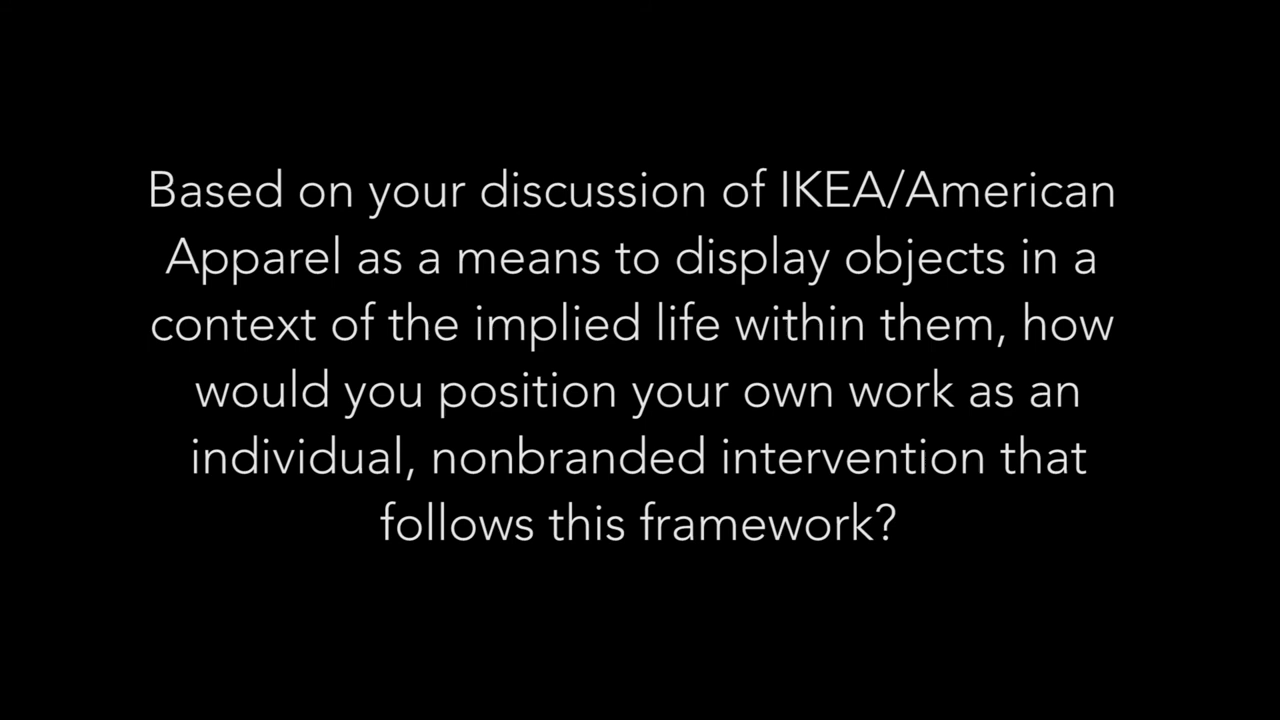 Based on your discussion of IKEA/American
Apparel as a means to display objects in a
context of the implied life within them, how
would you position your own work as an
individual, nonbranded intervention that
follows this framework?